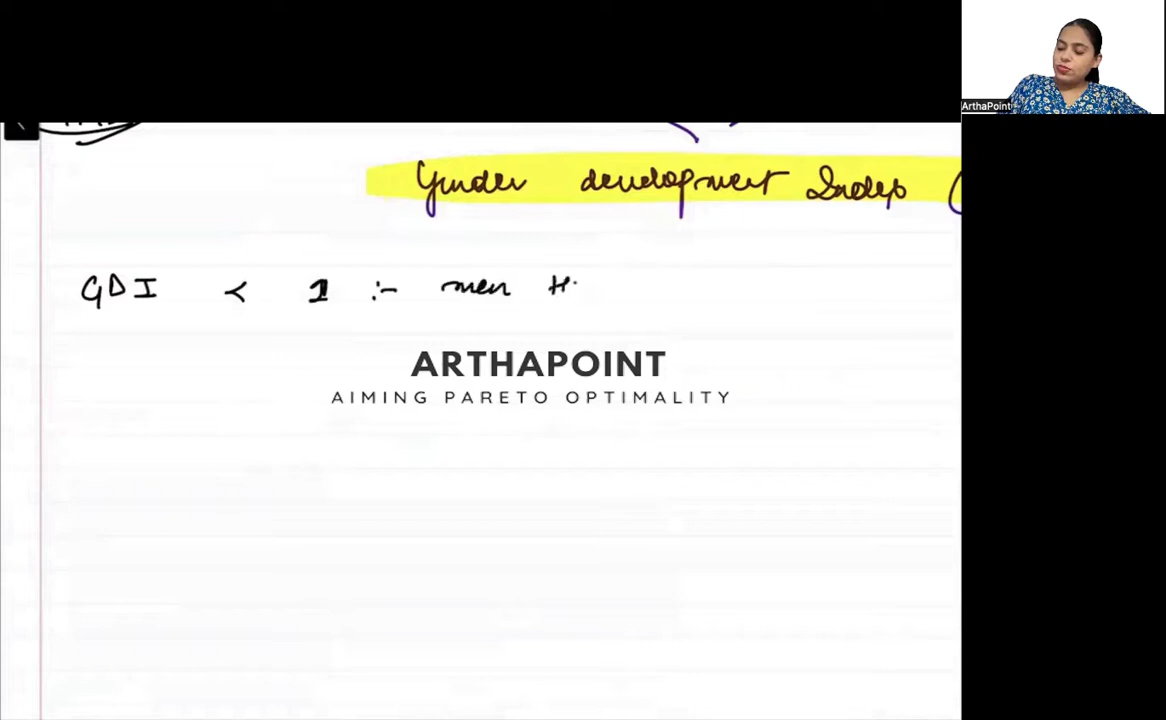 Gender development Index (
GDI < 1 :- men H
ARTHAPOINT
AIMING PARETO OPTIMALITY
ArthaPoint